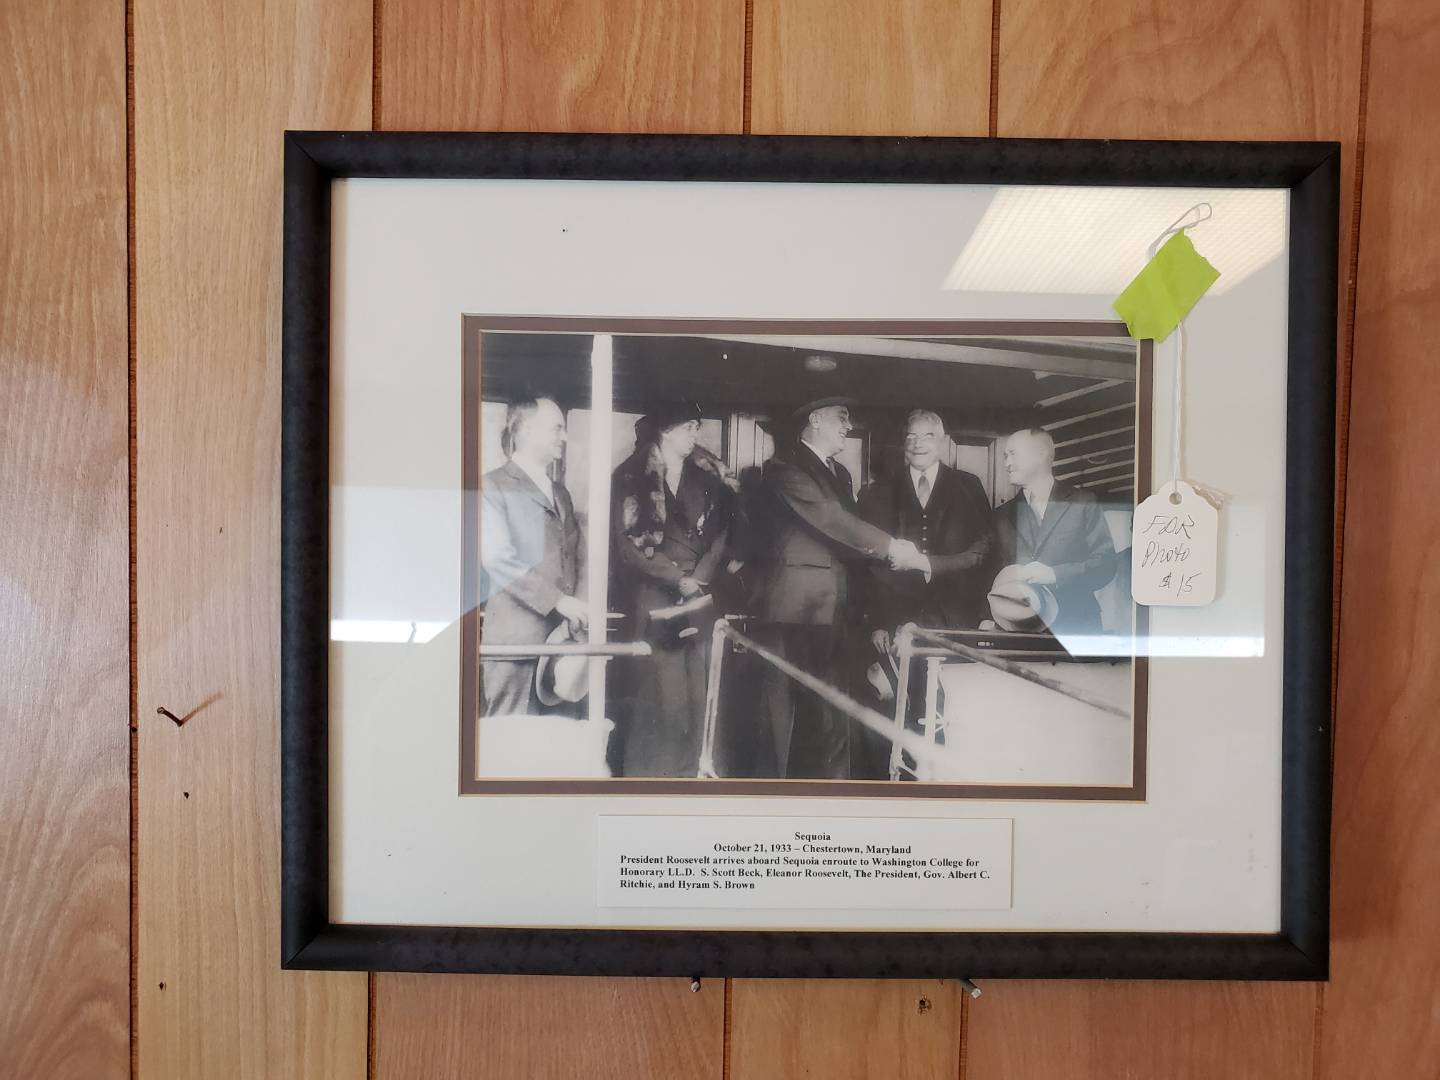 FDR
Photo
$15
Sequoia
October 21, 1933 – Chestertown, Maryland
President Roosevelt arrives aboard Sequoia enroute to Washington College for
Honorary LL.D.  S. Scott Beck, Eleanor Roosevelt, The President, Gov. Albert C.
Ritchie, and Hyram S. Brown